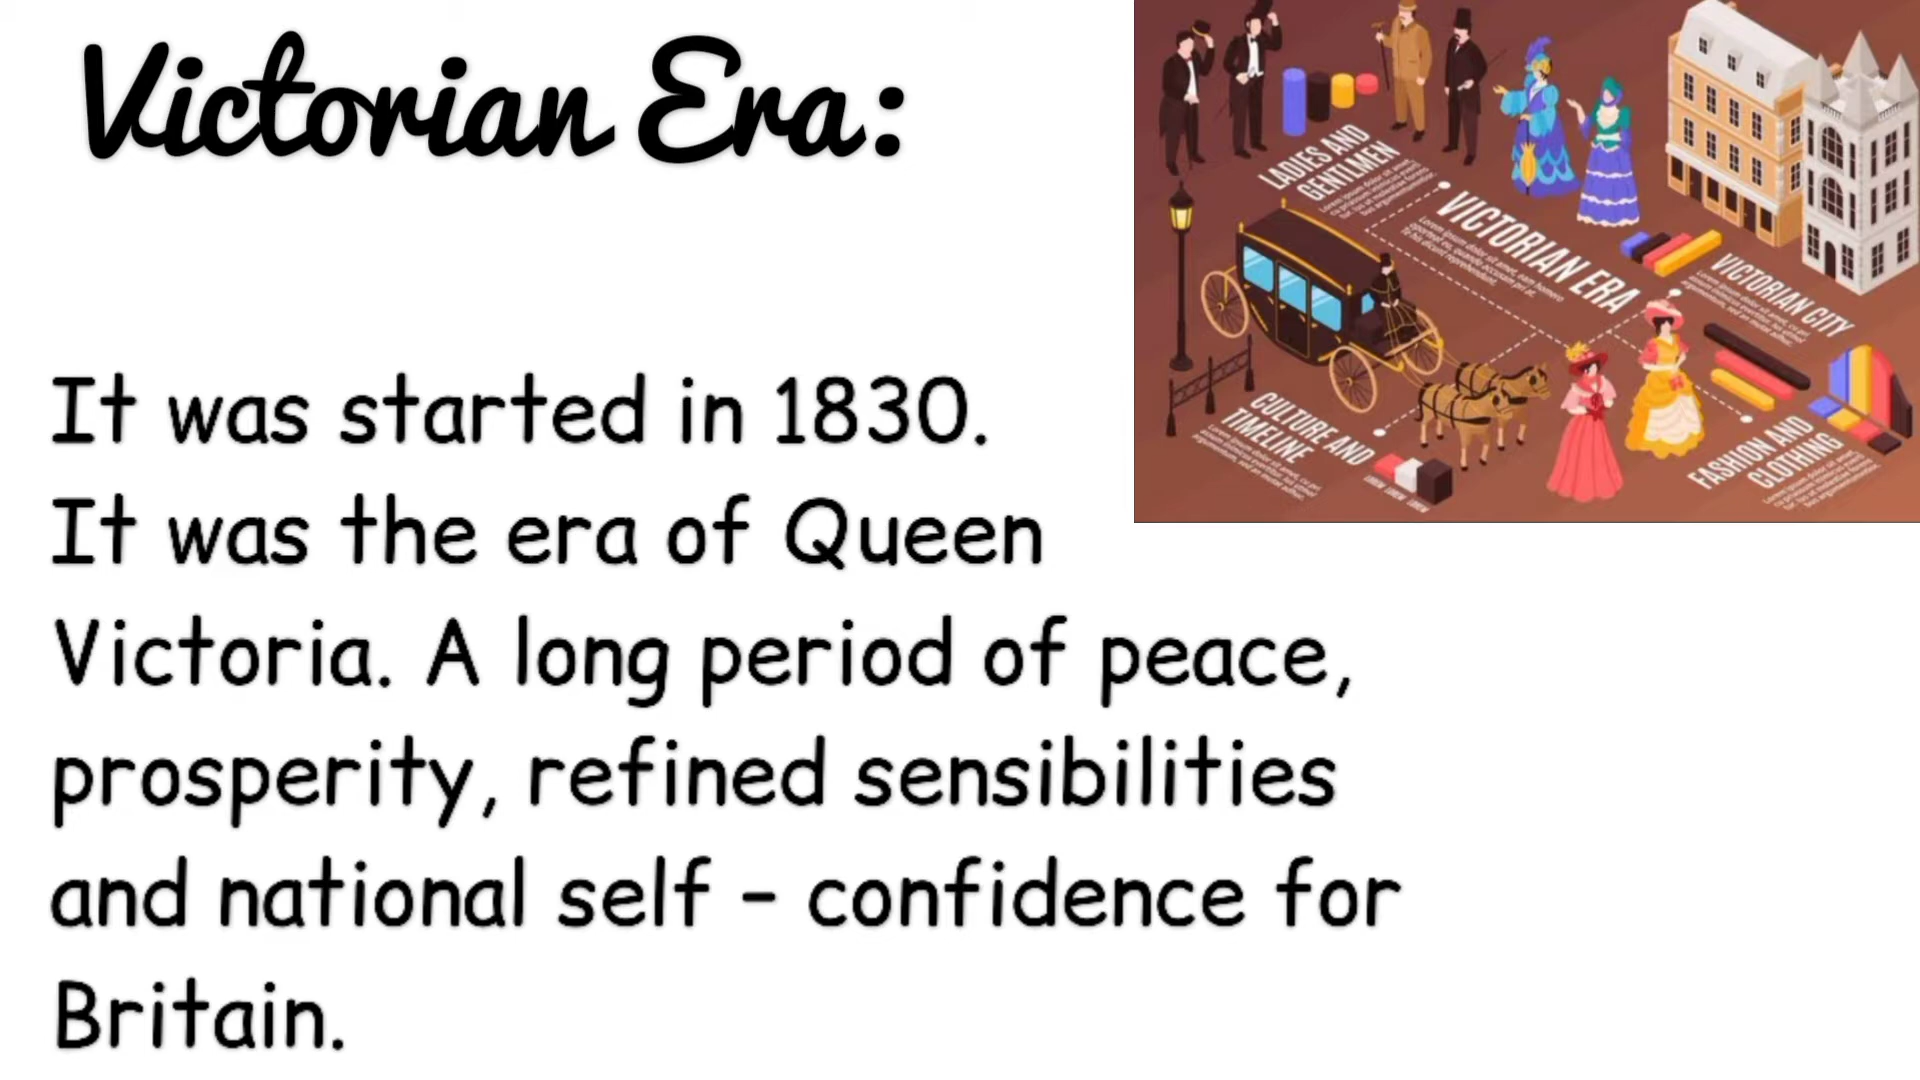 Victorian Era:
It was started in 1830.
It was the era of Queen
Victoria. A long period of peace,
prosperity, refined sensibilities
and national self - confidence for
Britain.
LADIES AND
GENTLMEN
VICTORIAN ERA
VICTORIAN CITY
CULTURE AND
TIMELINE
FASHION AND
CLOTHING